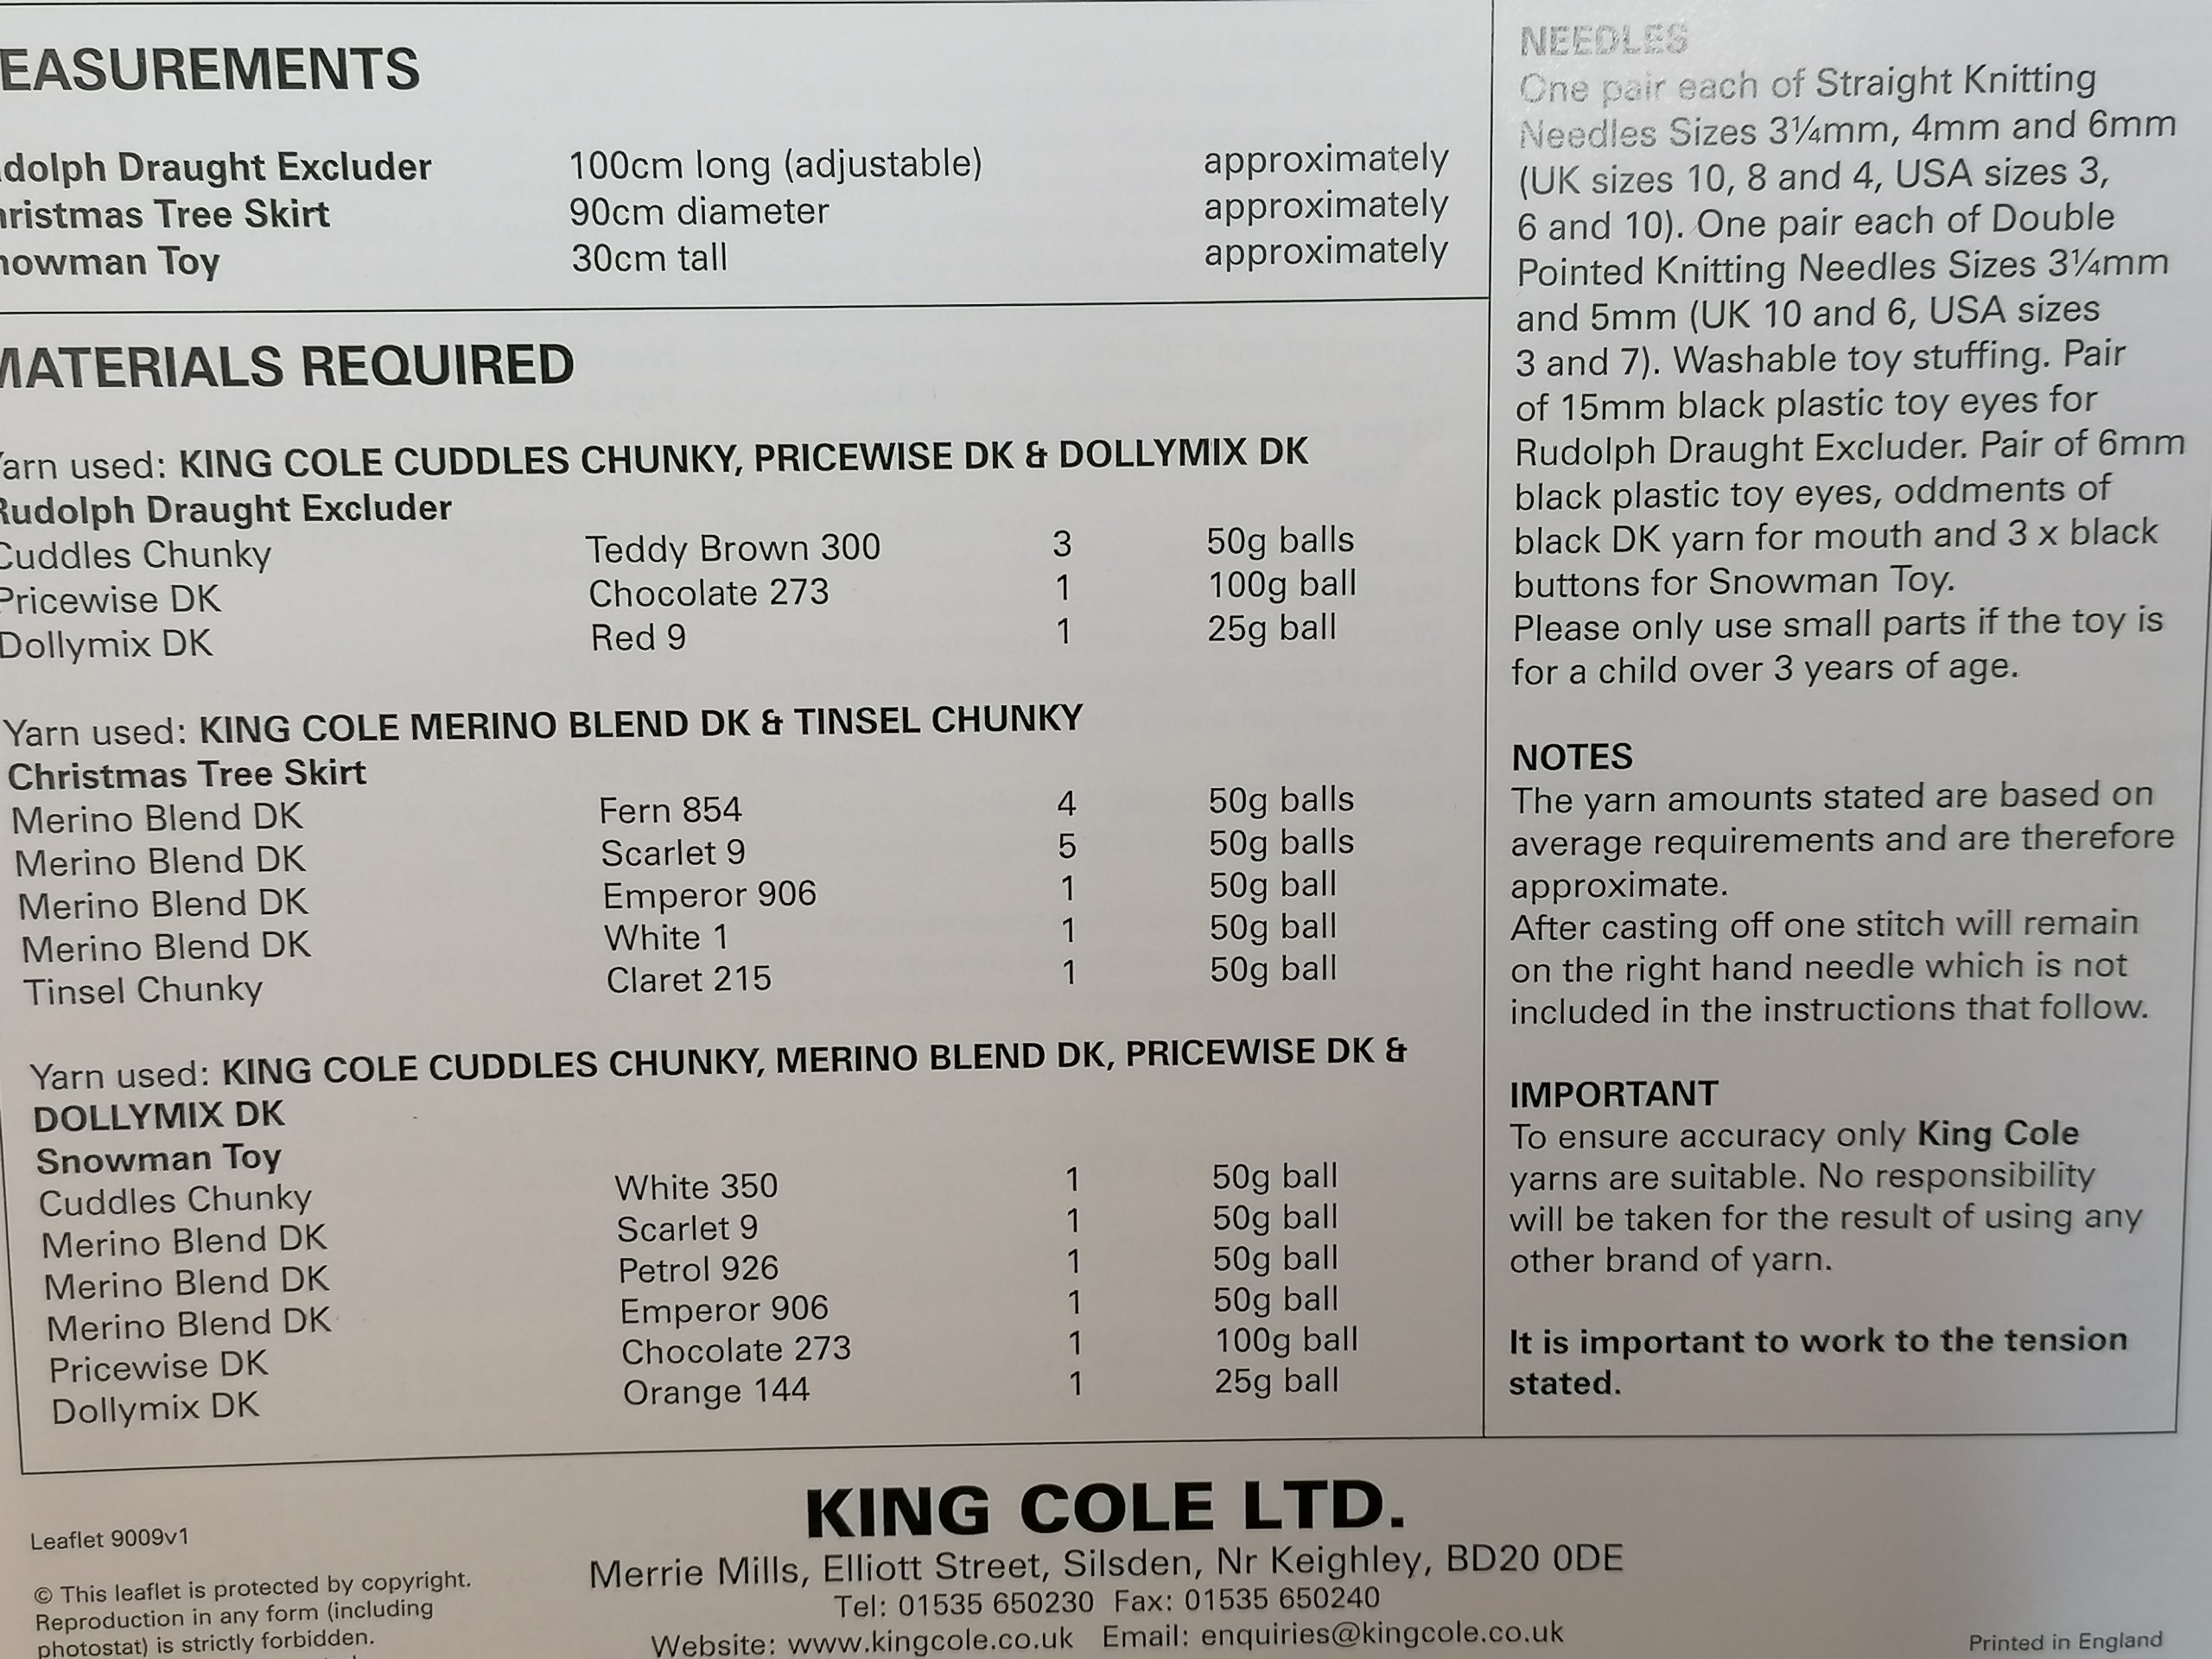 EASUREMENTS
dolph Draught Excluder 100cm long (adjustable) approximately
ristmas Tree Skirt 90cm diameter approximately
nowman Toy 30cm tall approximately
MATERIALS REQUIRED
Yarn used: KING COLE CUDDLES CHUNKY, PRICEWISE DK & DOLLYMIX DK
Rudolph Draught Excluder
Cuddles Chunky Teddy Brown 300 3 50g balls
Pricewise DK Chocolate 273 1 100g ball
Dollymix DK Red 9 1 25g ball
Yarn used: KING COLE MERINO BLEND DK & TINSEL CHUNKY
Christmas Tree Skirt
Merino Blend DK Fern 854 4 50g balls
Merino Blend DK Scarlet 9 5 50g balls
Merino Blend DK Emperor 906 1 50g ball
Merino Blend DK White 1 1 50g ball
Tinsel Chunky Claret 215 1 50g ball
Yarn used: KING COLE CUDDLES CHUNKY, MERINO BLEND DK, PRICEWISE DK &
DOLLYMIX DK
Snowman Toy
Cuddles Chunky White 350 1 50g ball
Merino Blend DK Scarlet 9 1 50g ball
Merino Blend DK Petrol 926 1 50g ball
Merino Blend DK Emperor 906 1 50g ball
Pricewise DK Chocolate 273 1 100g ball
Dollymix DK Orange 144 1 25g ball
NEEDLES
One pair each of Straight Knitting
Needles Sizes 3¼mm, 4mm and 6mm
(UK sizes 10, 8 and 4, USA sizes 3,
6 and 10). One pair each of Double
Pointed Knitting Needles Sizes 3¼mm
and 5mm (UK 10 and 6, USA sizes
3 and 7). Washable toy stuffing. Pair
of 15mm black plastic toy eyes for
Rudolph Draught Excluder. Pair of 6mm
black plastic toy eyes, oddments of
black DK yarn for mouth and 3 x black
buttons for Snowman Toy.
Please only use small parts if the toy is
for a child over 3 years of age.
NOTES
The yarn amounts stated are based on
average requirements and are therefore
approximate.
After casting off one stitch will remain
on the right hand needle which is not
included in the instructions that follow.
IMPORTANT
To ensure accuracy only King Cole
yarns are suitable. No responsibility
will be taken for the result of using any
other brand of yarn.
It is important to work to the tension
stated.
Leaflet 9009v1
© This leaflet is protected by copyright.
Reproduction in any form (including
photostat) is strictly forbidden.
KING COLE LTD.
Merrie Mills, Elliott Street, Silsden, Nr Keighley, BD20 0DE
Tel: 01535 650230 Fax: 01535 650240
Website: www.kingcole.co.uk Email: enquiries@kingcole.co.uk
Printed in England